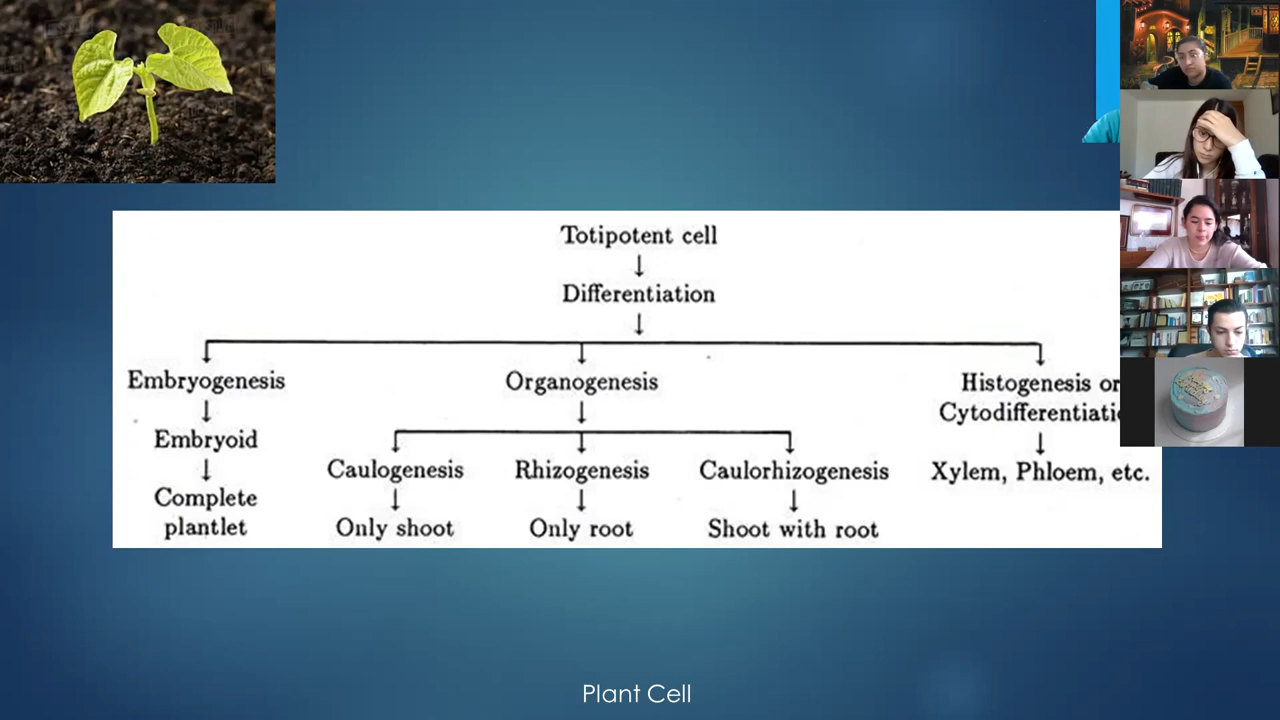 Totipotent cell
Differentiation
Embryogenesis
Organogenesis
Histogenesis or
Cytodifferentiati
Embryoid
Caulogenesis
Rhizogenesis
Caulorhizogenesis
Xylem, Phloem, etc.
Complete
plantlet
Only shoot
Only root
Shoot with root
Plant Cell